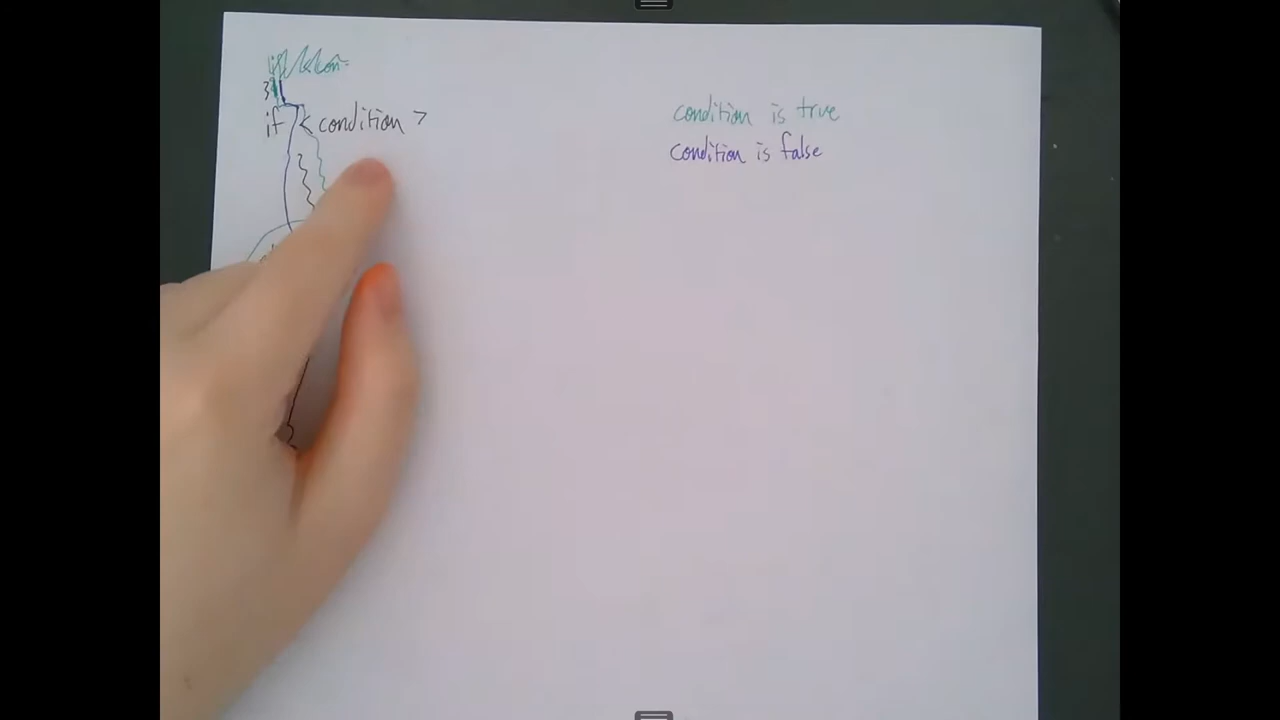 if < condition >
condition is true
condition is false